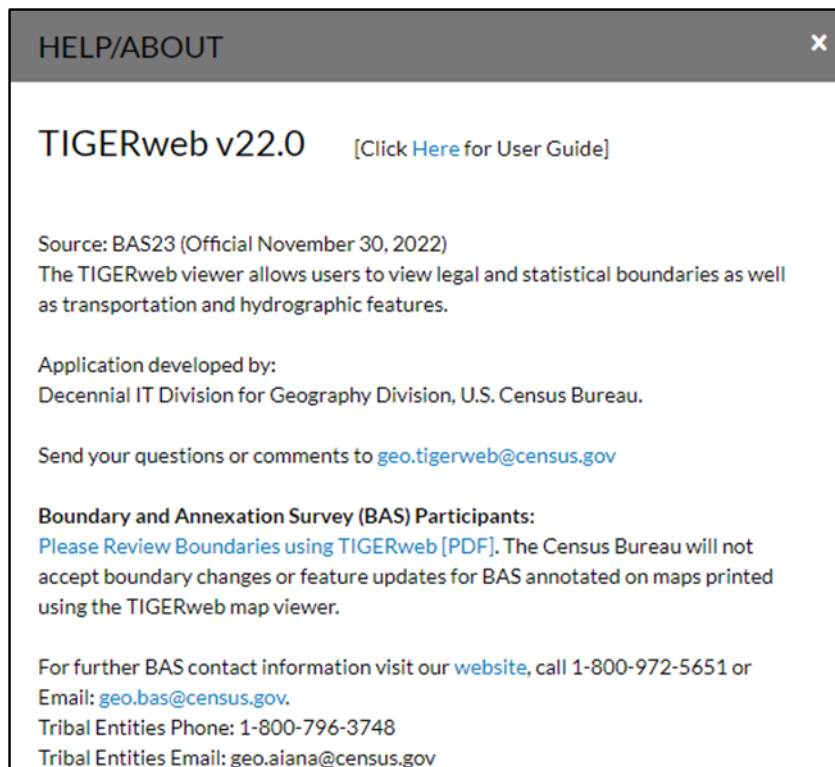 HELP/ABOUT ×
TIGERweb v22.0 [Click Here for User Guide]
Source: BAS23 (Official November 30, 2022)
The TIGERweb viewer allows users to view legal and statistical boundaries as well
as transportation and hydrographic features.
Application developed by:
Decennial IT Division for Geography Division, U.S. Census Bureau.
Send your questions or comments to geo.tigerweb@census.gov
Boundary and Annexation Survey (BAS) Participants:
Please Review Boundaries using TIGERweb [PDF]. The Census Bureau will not
accept boundary changes or feature updates for BAS annotated on maps printed
using the TIGERweb map viewer.
For further BAS contact information visit our website, call 1-800-972-5651 or
Email: geo.bas@census.gov.
Tribal Entities Phone: 1-800-796-3748
Tribal Entities Email: geo.aiana@census.gov